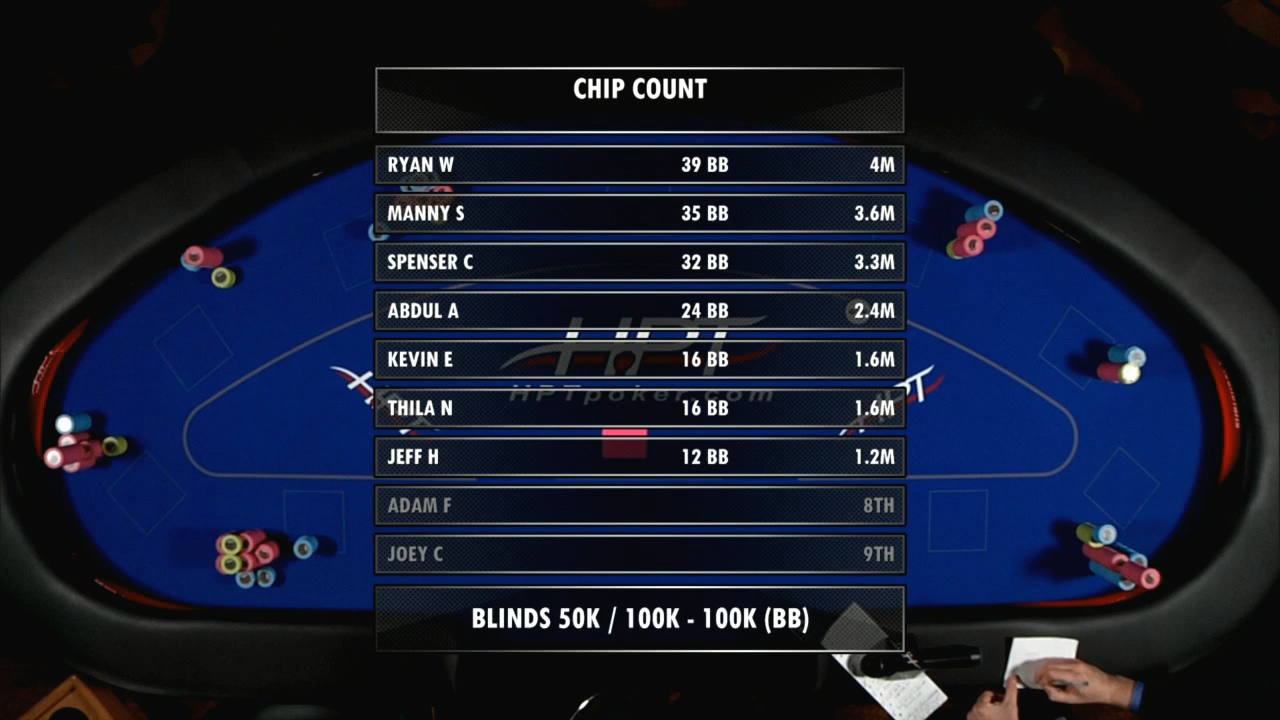 CHIP COUNT
RYAN W 39 BB 4M
MANNY S 35 BB 3.6M
SPENSER C 32 BB 3.3M
ABDUL A 24 BB 2.4M
HPT
KEVIN E 16 BB 1.6M
HPTpoker.com
THILA N 16 BB 1.6M
JEFF H 12 BB 1.2M
ADAM F 8TH
JOEY C 9TH
BLINDS 50K / 100K - 100K (BB)